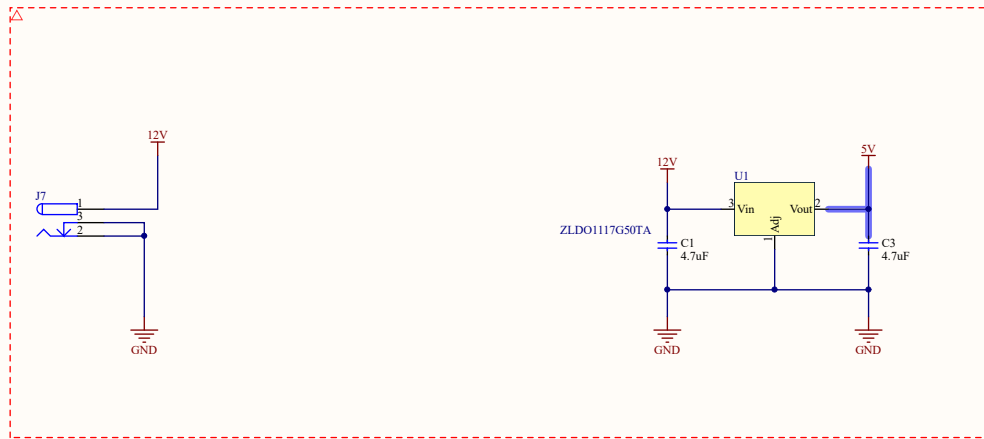 12V
J7
1
3
2
GND
12V
5V
U1
3
Vin
Vout
2
Adj
1
ZLDO1117G50TA
C1
4.7uF
C3
4.7uF
GND
GND